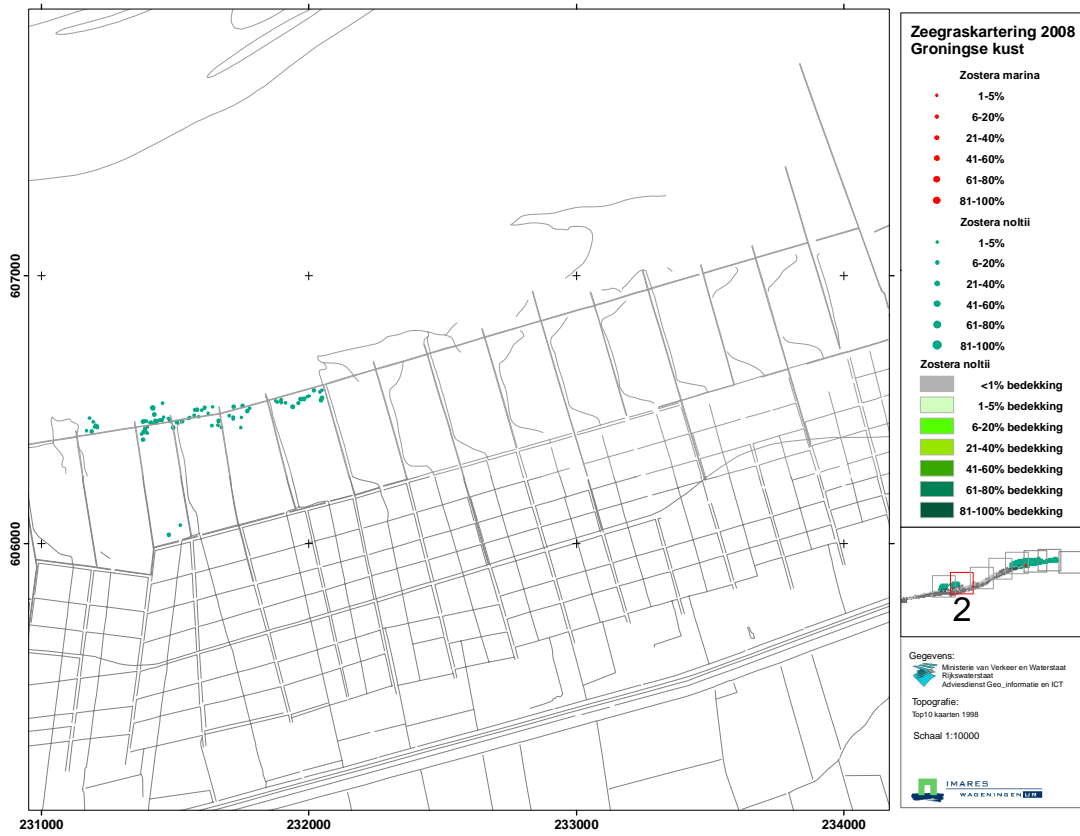 Zeegraskartering 2008
Groningse kust
Zostera marina
1-5%
6-20%
21-40%
41-60%
61-80%
81-100%
Zostera noltii
1-5%
6-20%
21-40%
41-60%
61-80%
81-100%
Zostera noltii
<1% bedekking
1-5% bedekking
6-20% bedekking
21-40% bedekking
41-60% bedekking
61-80% bedekking
81-100% bedekking
2
Gegevens:
Ministerie van Verkeer en Waterstaat
Rijkswaterstaat
Adviesdienst Geo_informatie en ICT
Topografie:
Top10 kaarten 1998
Schaal 1:10000
IMARES
WAGENINGEN UR
607000
606000
231000
232000
233000
234000